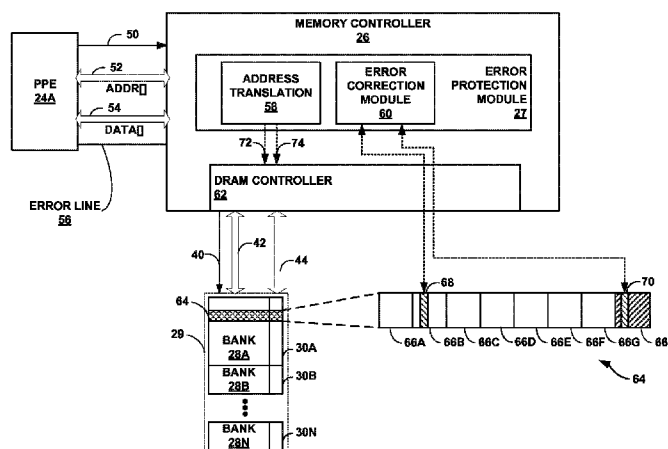 MEMORY CONTROLLER
26
PPE
24A
50
52
ADDR[]
54
DATA[]
ERROR LINE
56
ADDRESS
TRANSLATION
58
ERROR
CORRECTION
MODULE
60
ERROR
PROTECTION
MODULE
27
72
74
DRAM CONTROLLER
62
40
42
44
64
29
BANK
28A
30A
BANK
28B
30B
BANK
28N
30N
68
70
66A
66B
66C
66D
66E
66F
66G
66
64